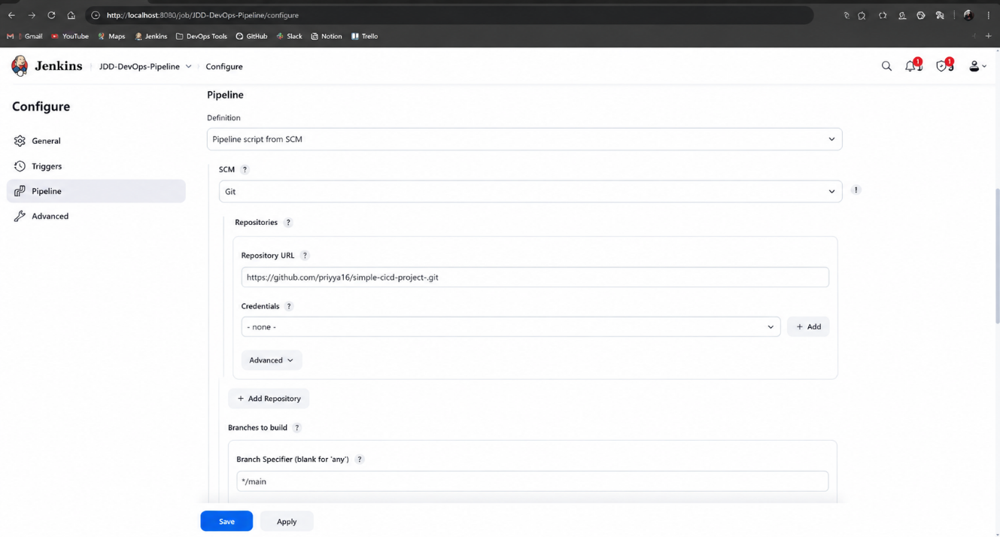 http://localhost:8080/job/JDD-DevOps-Pipeline/configure
Gmail YouTube Maps Jenkins DevOps Tools GitHub Slack Notion Trello
Jenkins JDD-DevOps-Pipeline Configure 1 1
Configure
General
Triggers
Pipeline
Advanced
Pipeline
Definition
Pipeline script from SCM
SCM ?
Git
!
Repositories ?
Repository URL ?
https://github.com/priyya16/simple-cicd-project-.git
Credentials ?
- none -
+ Add
Advanced
+ Add Repository
Branches to build ?
Branch Specifier (blank for 'any') ?
*/main
Save Apply